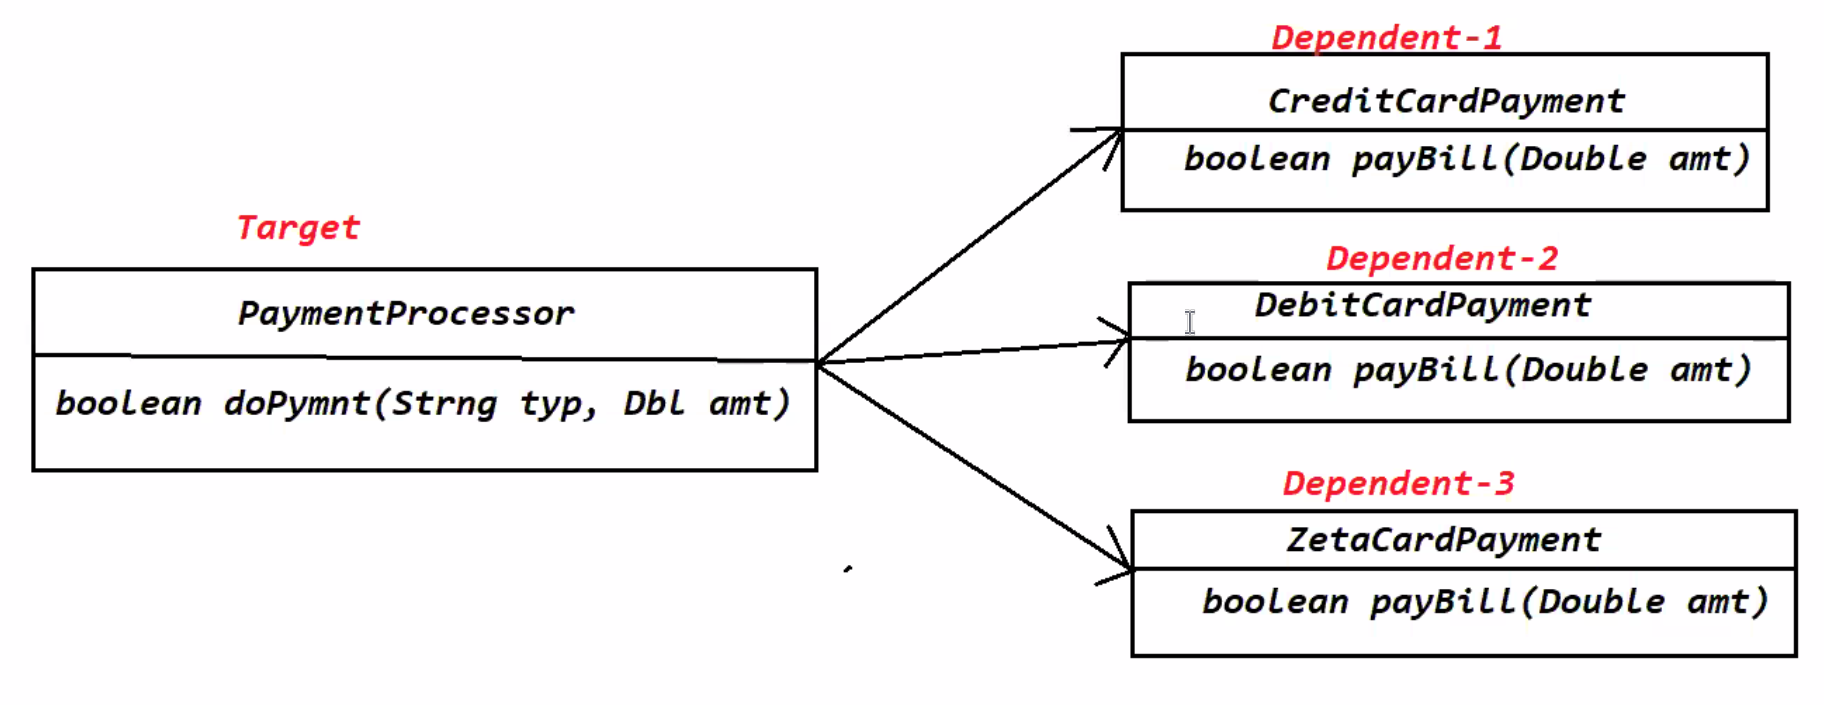 Target
PaymentProcessor
boolean doPymnt(Strng typ, Dbl amt)
Dependent-1
CreditCardPayment
boolean payBill(Double amt)
Dependent-2
DebitCardPayment
boolean payBill(Double amt)
Dependent-3
ZetaCardPayment
boolean payBill(Double amt)